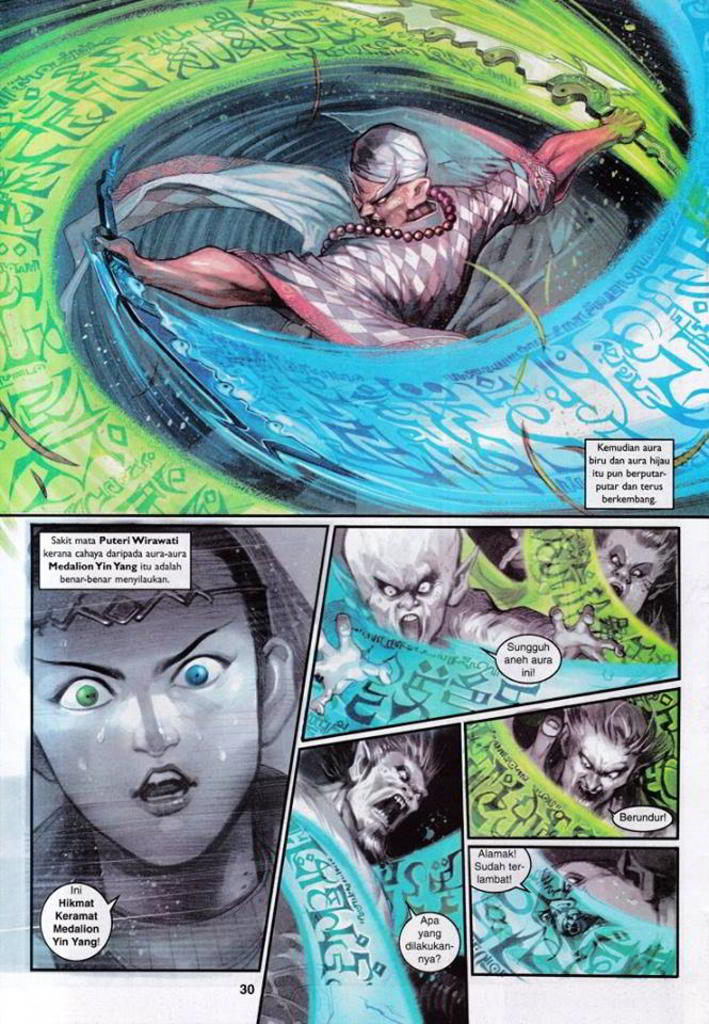 Kemudian aura
biru dan aura hijau
itu pun berputar-
putar dan terus
berkembang.
Sakit mata Puteri Wirawati
kerana cahaya daripada aura-aura
Medalion Yin Yang itu adalah
benar-benar menyilaukan.
Ini
Hikmat
Keramat
Medalion
Yin Yang!
Sungguh
aneh aura
ini!
Berundur!
Apa
yang
dilakukan-
nya?
Alamak!
Sudah ter-
lambat!
30